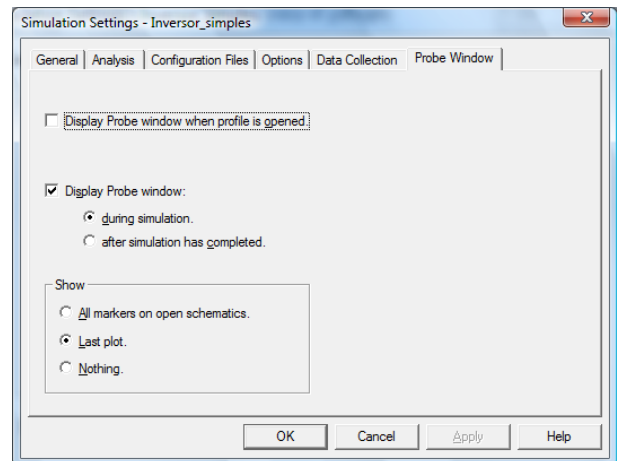 Simulation Settings - Inversor_simples
General Analysis Configuration Files Options Data Collection Probe Window
Display Probe window when profile is opened.
Display Probe window:
during simulation.
after simulation has completed.
Show
All markers on open schematics.
Last plot.
Nothing.
OK Cancel Apply Help